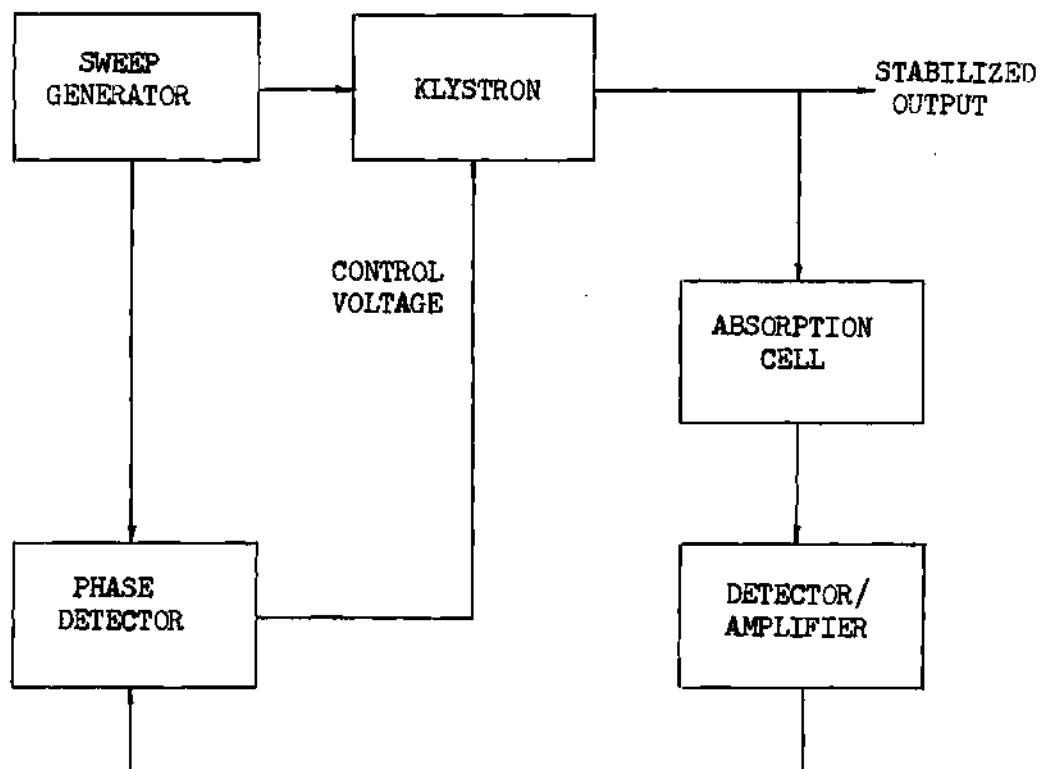 SWEEP
GENERATOR
KLYSTRON
STABILIZED
OUTPUT
CONTROL
VOLTAGE
ABSORPTION
CELL
PHASE
DETECTOR
DETECTOR/
AMPLIFIER